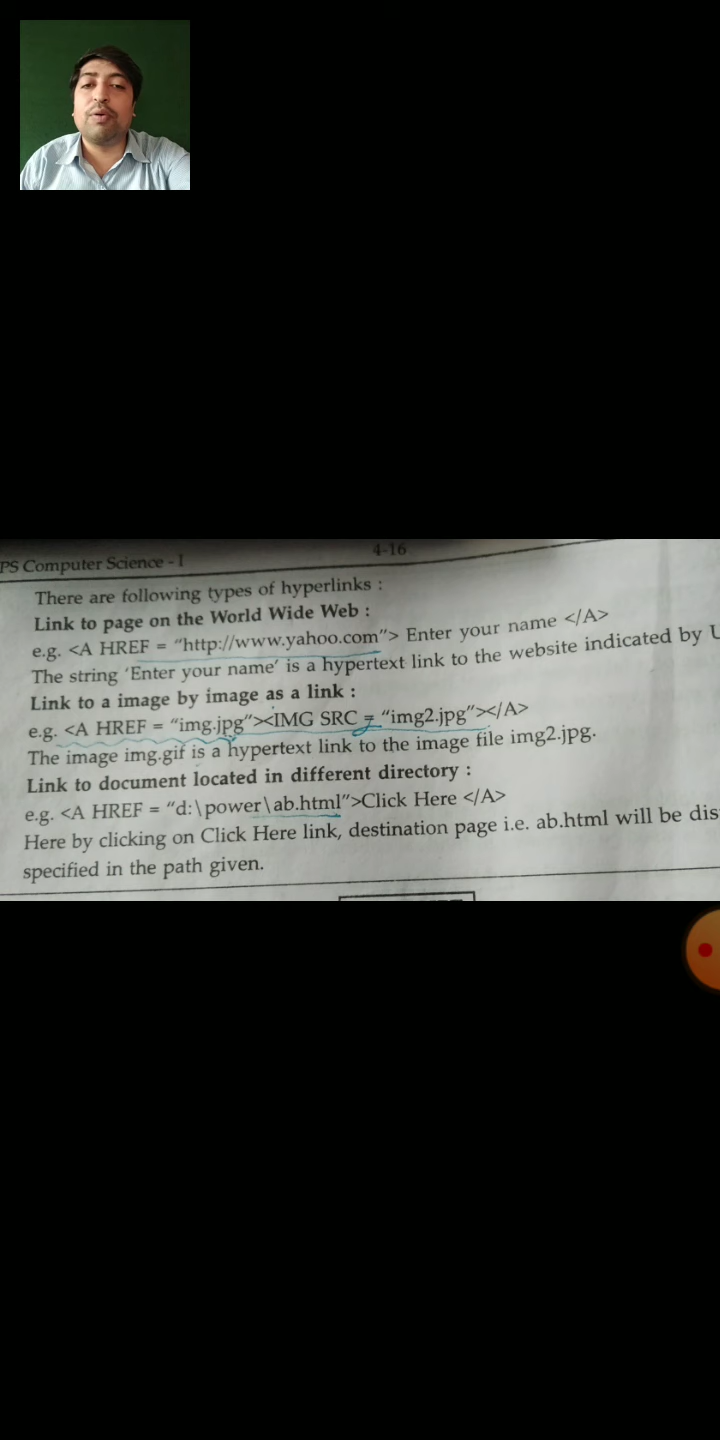 PS Computer Science - I
4-16
There are following types of hyperlinks :
Link to page on the World Wide Web :
e.g. <A HREF = “http://www.yahoo.com”> Enter your name </A>
The string ‘Enter your name’ is a hypertext link to the website indicated by U
Link to a image by image as a link :
e.g. <A HREF = “img.jpg”><IMG SRC = “img2.jpg”></A>
The image img.gif is a hypertext link to the image file img2.jpg.
Link to document located in different directory :
e.g. <A HREF = “d:\power\ab.html”>Click Here </A>
Here by clicking on Click Here link, destination page i.e. ab.html will be dis
specified in the path given.